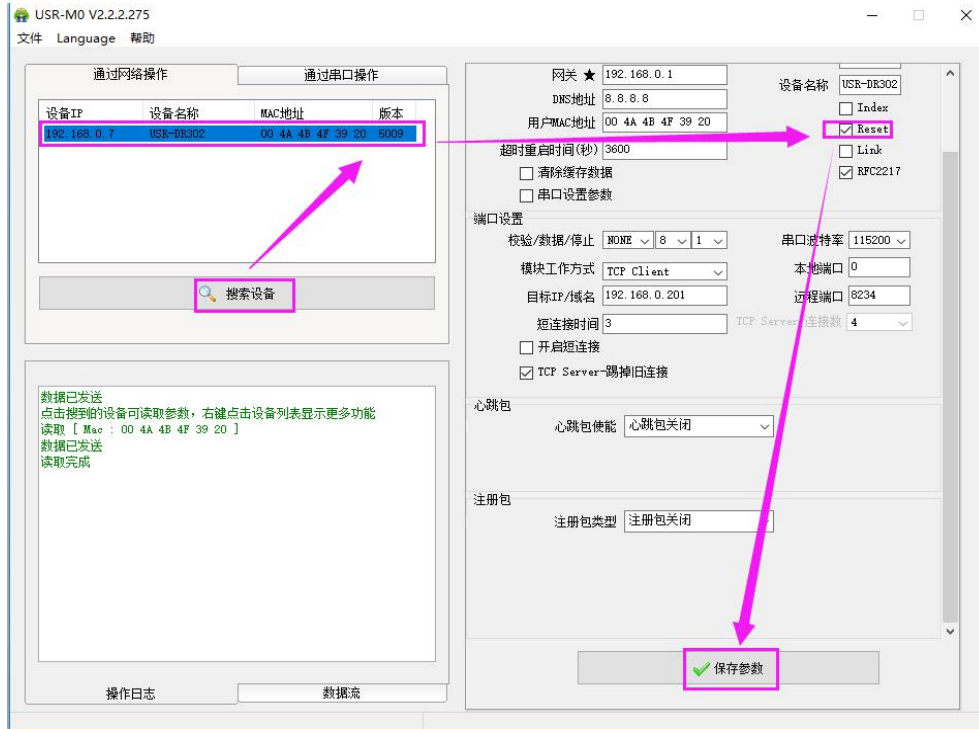 USR-M0 V2.2.2.275
文件 Language 帮助
通过网络操作 通过串口操作
设备IP 设备名称 MAC地址 版本
192.168.0.7 USR-DR302 00 4A 4B 4F 39 20 5009
搜索设备
数据已发送
点击搜到的设备可读取参数，右键点击设备列表显示更多功能
读取 [ Mac : 00 4A 4B 4F 39 20 ]
数据已发送
读取完成
操作日志 数据流
网关 ★ 192.168.0.1
设备名称 USR-DR302
DNS地址 8.8.8.8
Index
用户MAC地址 00 4A 4B 4F 39 20
Reset
超时重启时间(秒) 3600
Link
清除缓存数据
RFC2217
串口设置参数
端口设置
校验/数据/停止 NONE 8 1 串口波特率 115200
模块工作方式 TCP Client 本地端口 0
目标IP/域名 192.168.0.201 远程端口 8234
短连接时间 3 TCP Server 连接数 4
开启短连接
TCP Server-踢掉旧连接
心跳包
心跳包使能 心跳包关闭
注册包
注册包类型 注册包关闭
保存参数